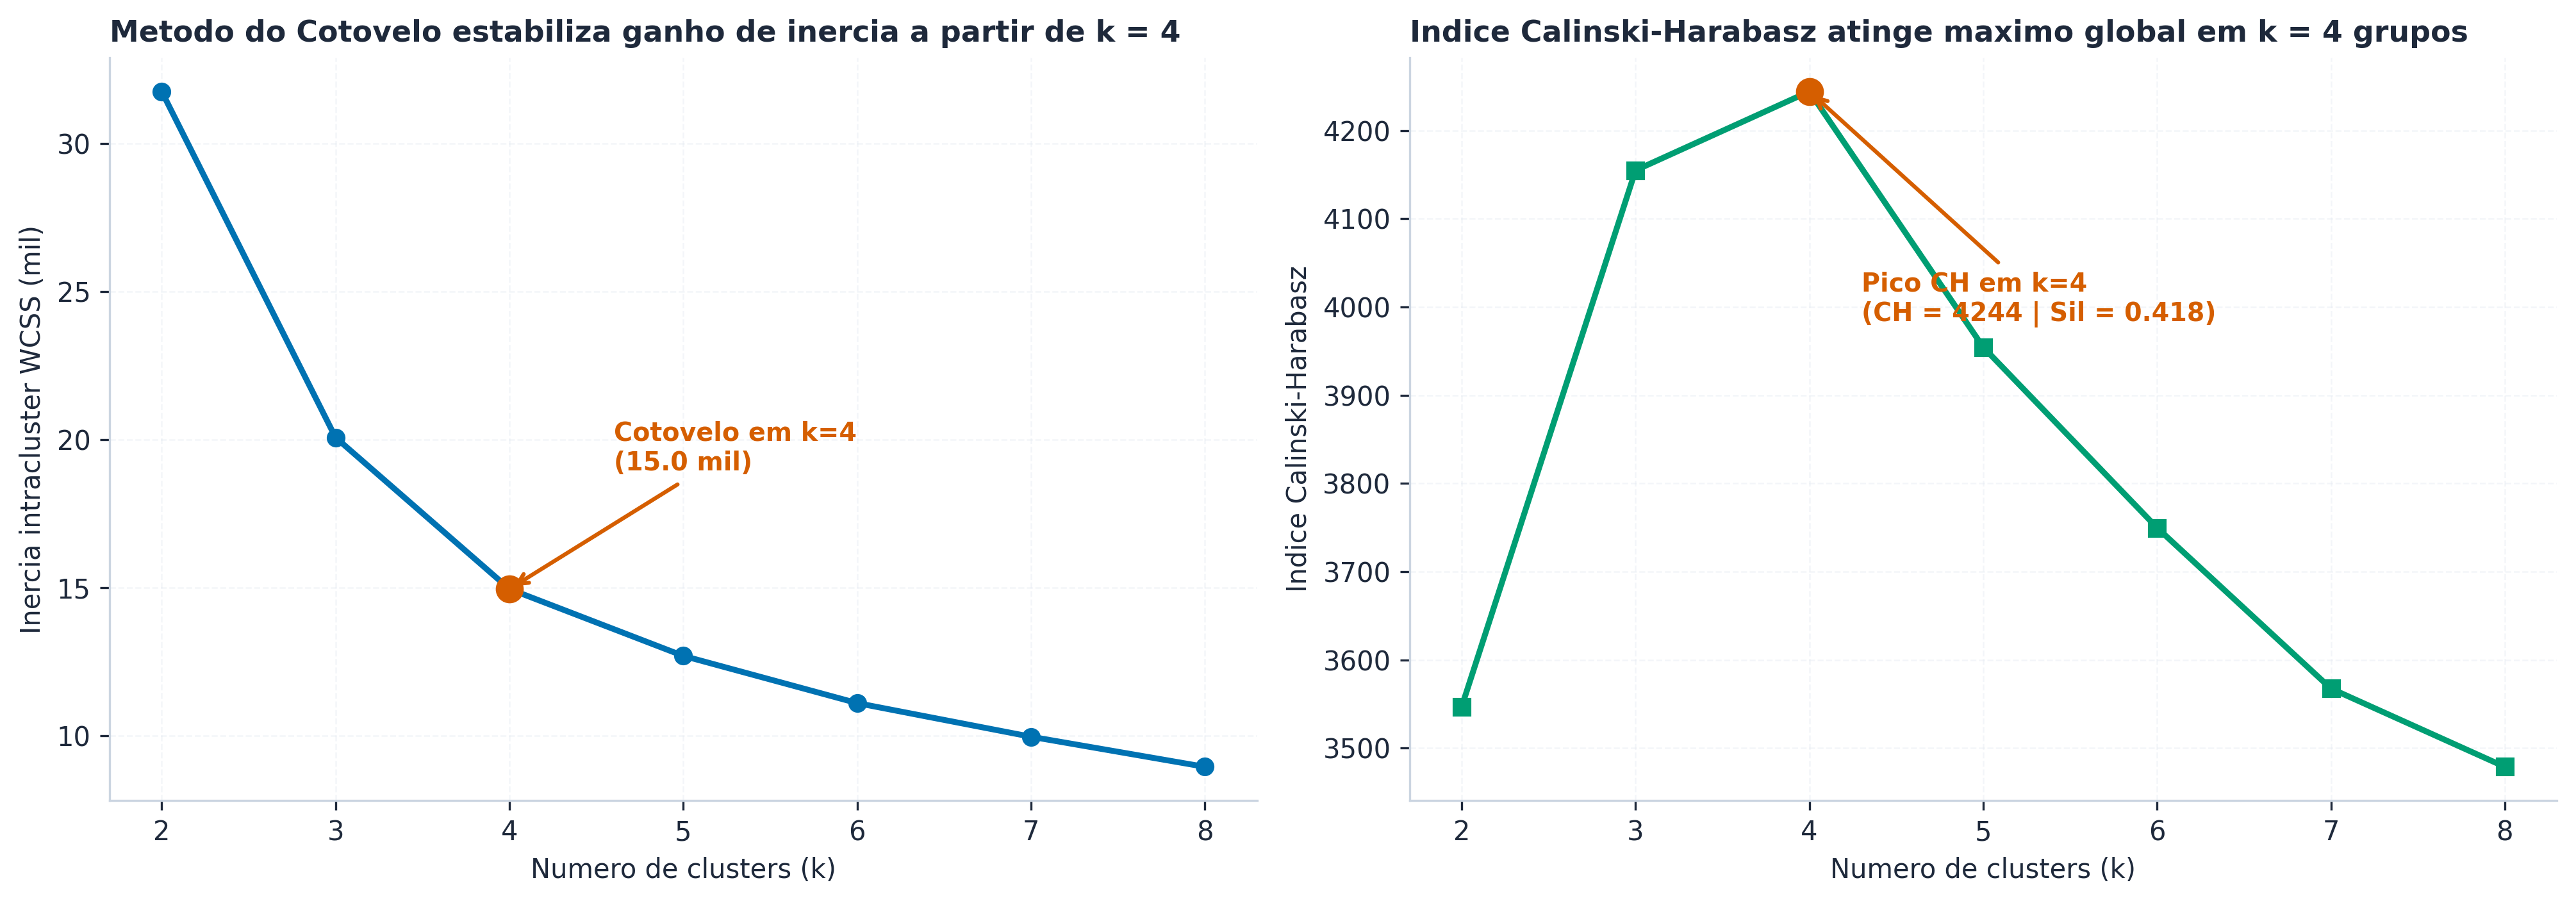 Metodo do Cotovelo estabiliza ganho de inercia a partir de k = 4
Inercia intracluster WCSS (mil)
30
25
20
15
10
Cotovelo em k=4
(15.0 mil)
2 3 4 5 6 7 8
Numero de clusters (k)
Indice Calinski-Harabasz atinge maximo global em k = 4 grupos
Indice Calinski-Harabasz
4200
4100
4000
3900
3800
3700
3600
3500
Pico CH em k=4
(CH = 4244 | Sil = 0.418)
2 3 4 5 6 7 8
Numero de clusters (k)